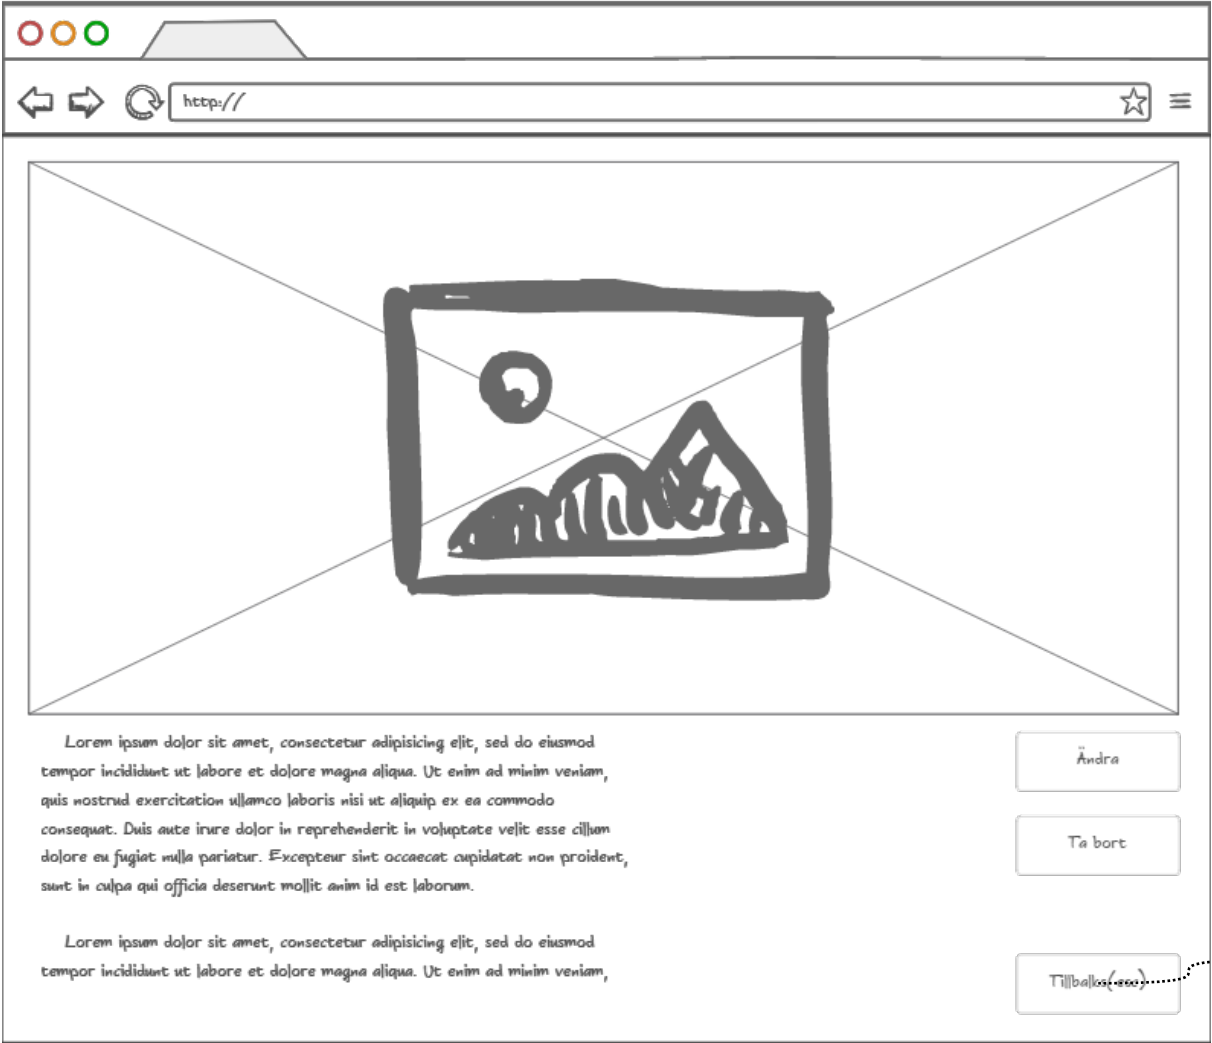 http://
Lorem ipsum dolor sit amet, consectetur adipisicing elit, sed do eiusmod
tempor incididunt ut labore et dolore magna aliqua. Ut enim ad minim veniam,
quis nostrud exercitation ullamco laboris nisi ut aliquip ex ea commodo
consequat. Duis aute irure dolor in reprehenderit in voluptate velit esse cillum
dolore eu fugiat nulla pariatur. Excepteur sint occaecat cupidatat non proident,
sunt in culpa qui officia deserunt mollit anim id est laborum.
Lorem ipsum dolor sit amet, consectetur adipisicing elit, sed do eiusmod
tempor incididunt ut labore et dolore magna aliqua. Ut enim ad minim veniam,
Ändra
Ta bort
Tillbaks(esc)